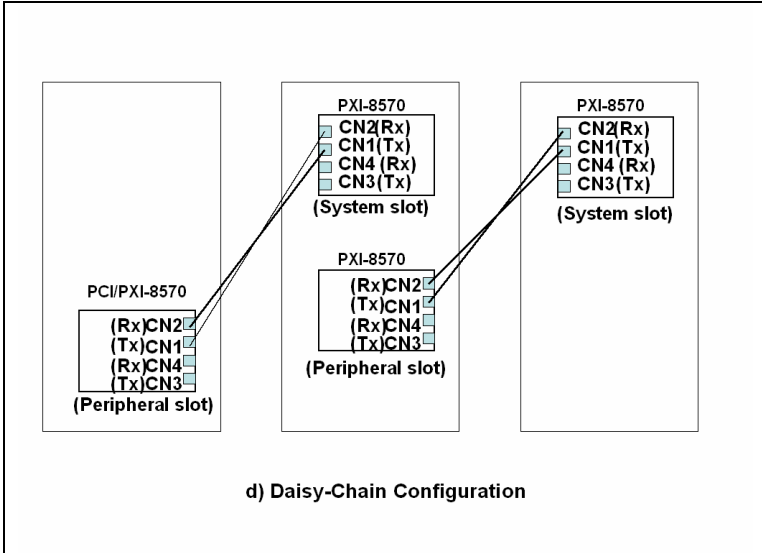 PXI-8570
CN2(Rx)
CN1(Tx)
CN4 (Rx)
CN3(Tx)
(System slot)
PXI-8570
CN2(Rx)
CN1(Tx)
CN4 (Rx)
CN3(Tx)
(System slot)
PCI/PXI-8570
(Rx)CN2
(Tx)CN1
(Rx)CN4
(Tx)CN3
(Peripheral slot)
PXI-8570
(Rx)CN2
(Tx)CN1
(Rx)CN4
(Tx)CN3
(Peripheral slot)
d) Daisy-Chain Configuration